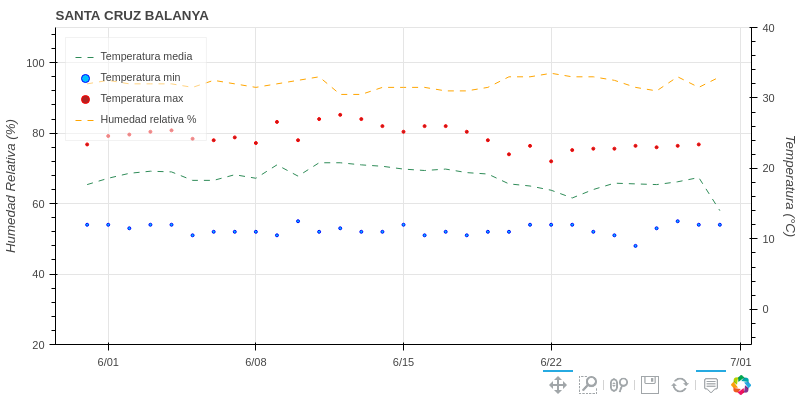 SANTA CRUZ BALANYA
Temperatura media
Temperatura min
Temperatura max
Humedad relativa %
Humedad Relativa (%)
100
80
60
40
20
Temperatura (°C)
40
30
20
10
0
6/01
6/08
6/15
6/22
7/01